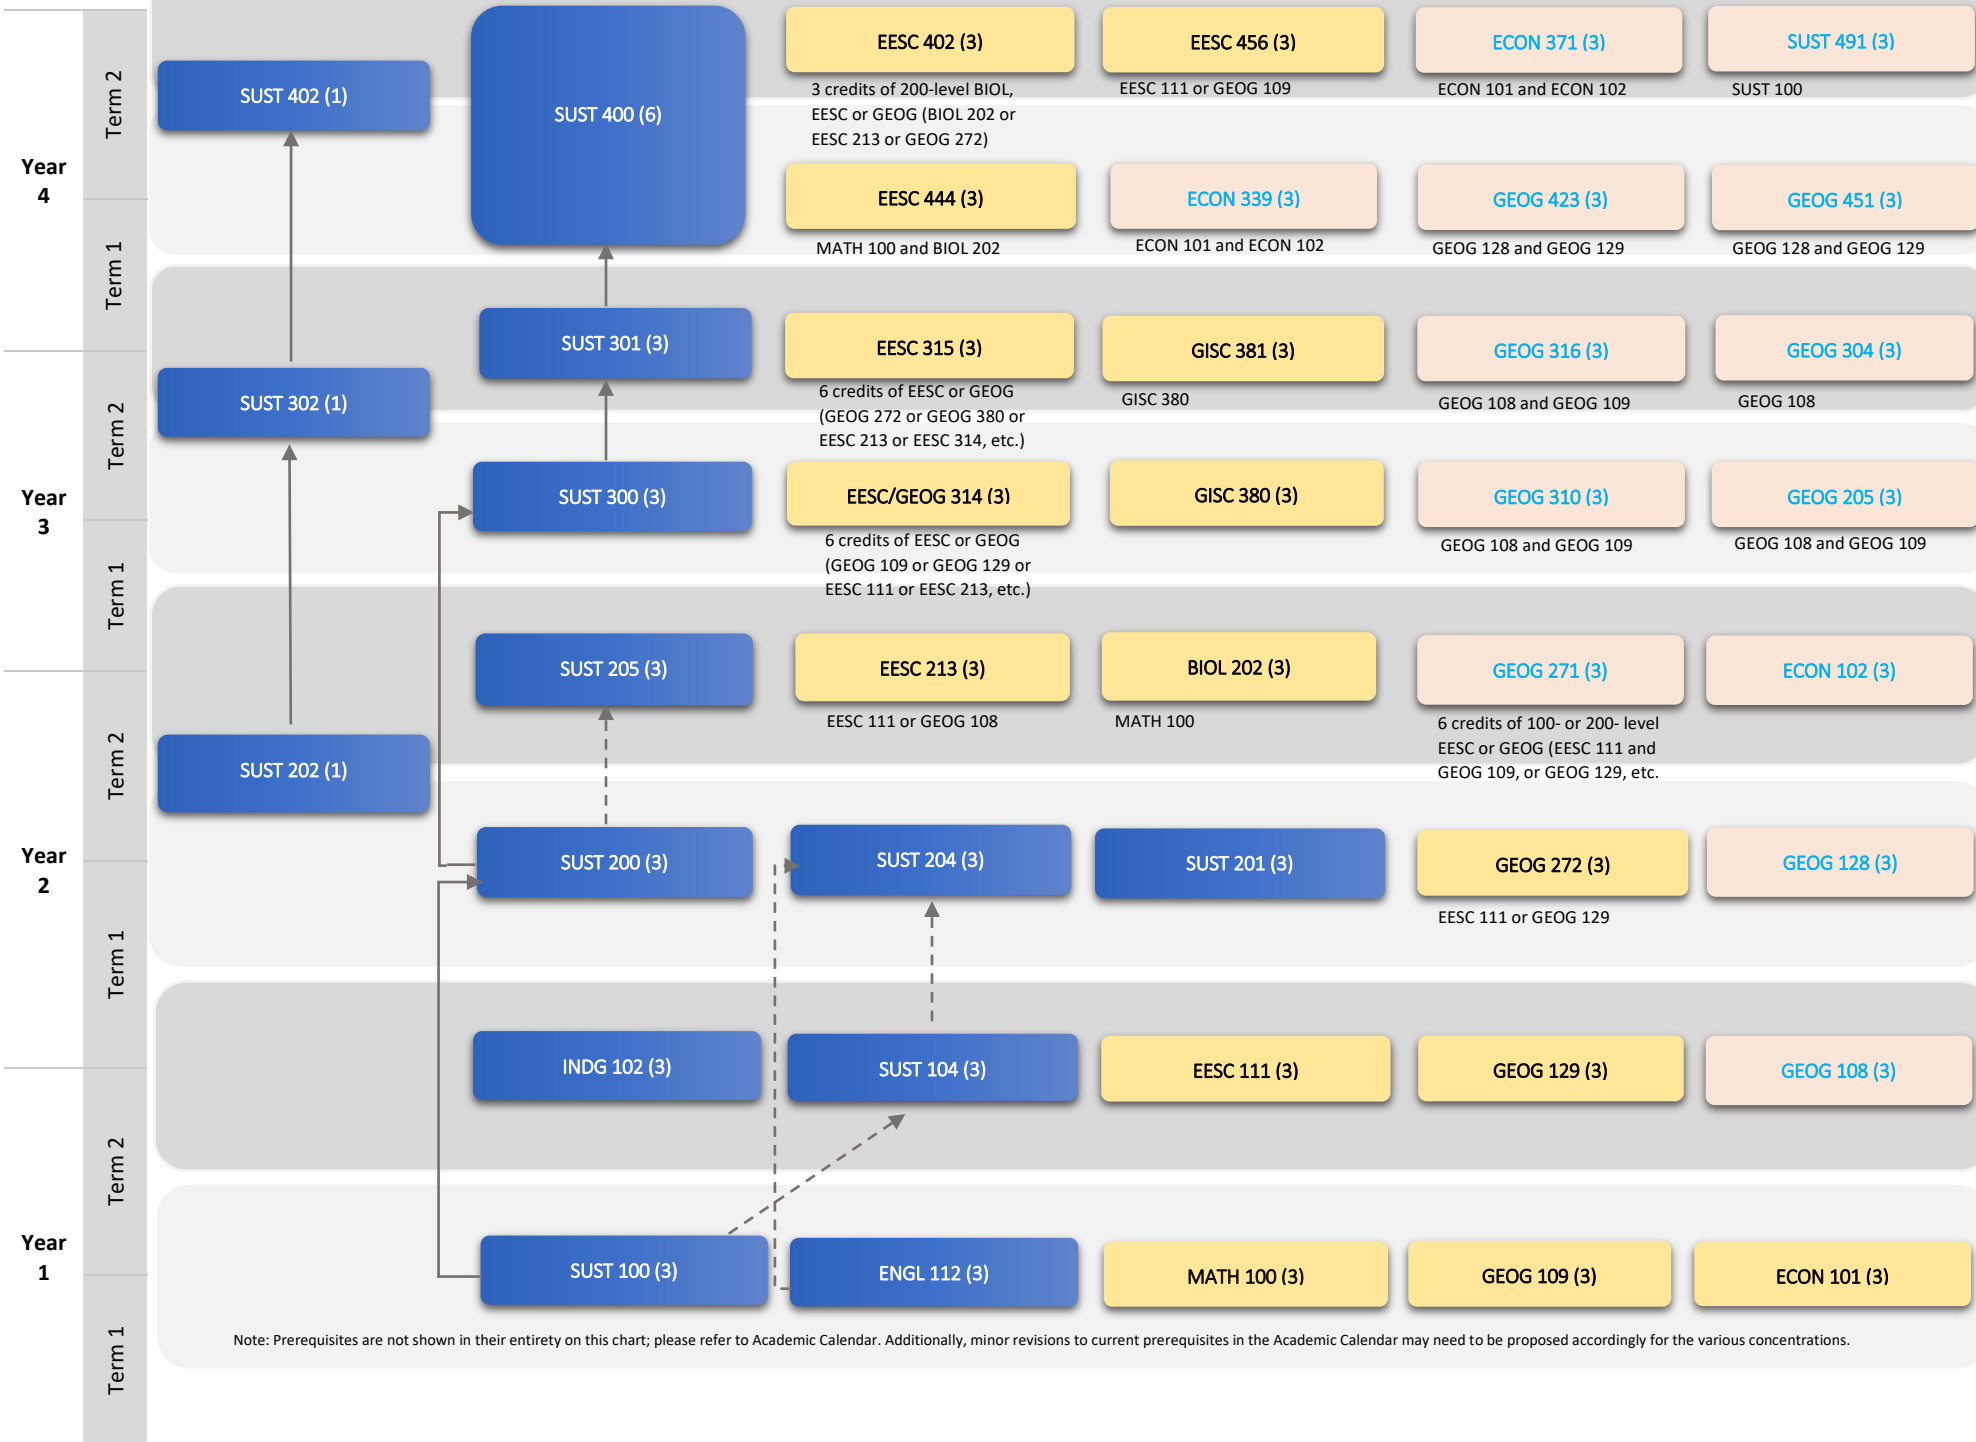 EESC 402 (3)
EESC 456 (3)
ECON 371 (3)
SUST 491 (3)
SUST 402 (1)
SUST 400 (6)
3 credits of 200-level BIOL,
EESC or GEOG (BIOL 202 or
EESC 213 or GEOG 272)
EESC 111 or GEOG 109
ECON 101 and ECON 102
SUST 100
Term 2
Year
4
EESC 444 (3)
ECON 339 (3)
GEOG 423 (3)
GEOG 451 (3)
MATH 100 and BIOL 202
ECON 101 and ECON 102
GEOG 128 and GEOG 129
GEOG 128 and GEOG 129
Term 1
SUST 301 (3)
EESC 315 (3)
GISC 381 (3)
GEOG 316 (3)
GEOG 304 (3)
SUST 302 (1)
6 credits of EESC or GEOG
(GEOG 272 or GEOG 380 or
EESC 213 or EESC 314, etc.)
GISC 380
GEOG 108 and GEOG 109
GEOG 108
Term 2
Year
3
SUST 300 (3)
EESC/GEOG 314 (3)
GISC 380 (3)
GEOG 310 (3)
GEOG 205 (3)
6 credits of EESC or GEOG
(GEOG 109 or GEOG 129 or
EESC 111 or EESC 213, etc.)
GEOG 108 and GEOG 109
GEOG 108 and GEOG 109
Term 1
SUST 205 (3)
EESC 213 (3)
BIOL 202 (3)
GEOG 271 (3)
ECON 102 (3)
EESC 111 or GEOG 108
MATH 100
6 credits of 100- or 200- level
EESC or GEOG (EESC 111 and
GEOG 109, or GEOG 129, etc.
SUST 202 (1)
Term 2
Year
2
SUST 200 (3)
SUST 204 (3)
SUST 201 (3)
GEOG 272 (3)
GEOG 128 (3)
EESC 111 or GEOG 129
Term 1
INDG 102 (3)
SUST 104 (3)
EESC 111 (3)
GEOG 129 (3)
GEOG 108 (3)
Term 2
Year
1
SUST 100 (3)
ENGL 112 (3)
MATH 100 (3)
GEOG 109 (3)
ECON 101 (3)
Term 1
Note: Prerequisites are not shown in their entirety on this chart; please refer to Academic Calendar. Additionally, minor revisions to current prerequisites in the Academic Calendar may need to be proposed accordingly for the various concentrations.